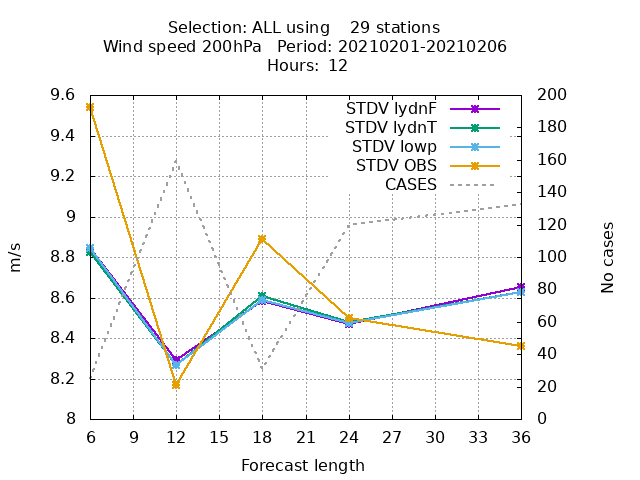 Selection: ALL using    29 stations
Wind speed 200hPa   Period: 20210201-20210206
Hours:  12
STDV IydnF
STDV IydnT
STDV Iowp
STDV OBS
CASES
9.6
9.4
9.2
9
8.8
8.6
8.4
8.2
8
200
180
160
140
120
100
80
60
40
20
0
m/s
No cases
6 9 12 15 18 21 24 27 30 33 36
Forecast length